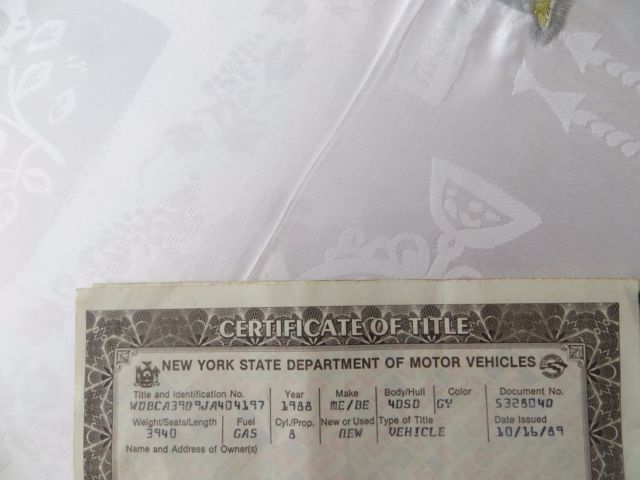 CERTIFICATE OF TITLE
NEW YORK STATE DEPARTMENT OF MOTOR VEHICLES
Title and Identification No. Year Make Body/Hull Color Document No.
WDBCA39D9JA404197 1988 ME/BE 4DSD GY 532804D
Weight/Seats/Length Fuel Cyl./Prop. New or Used Type of Title Date Issued
3940 GAS 8 NEW VEHICLE 10/16/89
Name and Address of Owner(s)